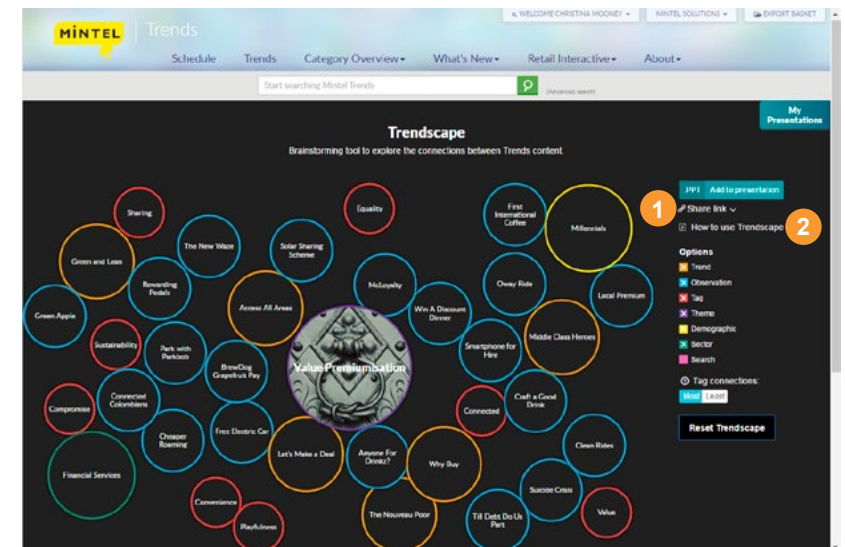 WELCOME CHRISTINA MOONEY
MINTEL SOLUTIONS
EXPORT BASKET
MINTEL
Trends
Schedule
Trends
Category Overview
What's New
Retail Interactive
About
Start searching Mintel Trends
(Advanced search)
My
Presentations
Trendscape
Brainstorming tool to explore the connections between Trends content.
PPT Add to presentation
1
Share link
How to use Trendscape
2
Options
Trend
Observation
Tag
Theme
Demographic
Sector
Search
Tag connections:
Most Least
Reset Trendscape
Sharing
Equality
First
International
Coffee
Millennials
The New Waze
Solar Sharing
Scheme
Green and Lean
Rewarding
Pedals
McLoyalty
Oway Ride
Local Premium
Access All Areas
Green Apple
Win A Discount
Dinner
Middle Class Heroes
Sustainability
Park with
Parkbob
Smartphone for
Hire
Value Premiumisation
BrewDog
Grapefruit Pay
Connected
Colombians
Craft a Good
Drink
Compromise
Connected
Cheaper
Roaming
Free Electric Car
Clean Rides
Let's Make a Deal
Anyone For
Drinkz?
Why Buy
Financial Services
Suicide Crisis
Convenience
The Nouveau Poor
Till Debt Do Us
Part
Value
Playfulness